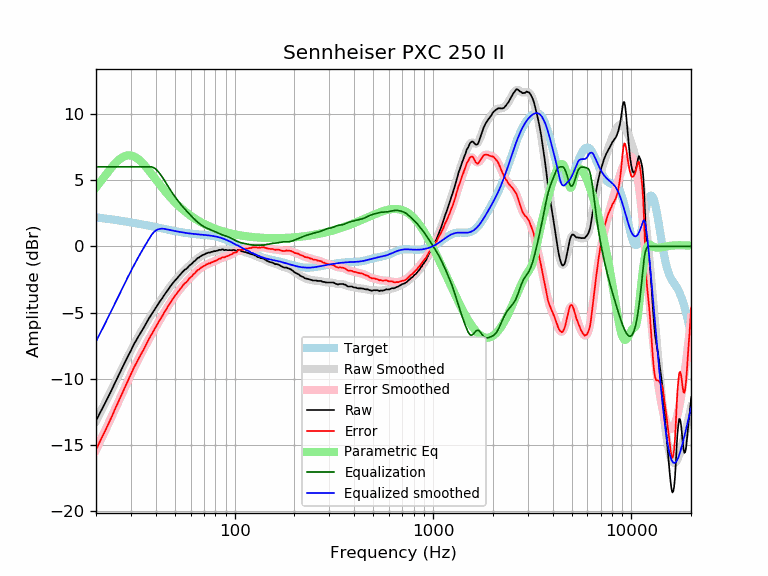 Sennheiser PXC 250 II
Amplitude (dBr)
10
5
0
−5
−10
−15
−20
Target
Raw Smoothed
Error Smoothed
Raw
Error
Parametric Eq
Equalization
Equalized smoothed
100
1000
10000
Frequency (Hz)